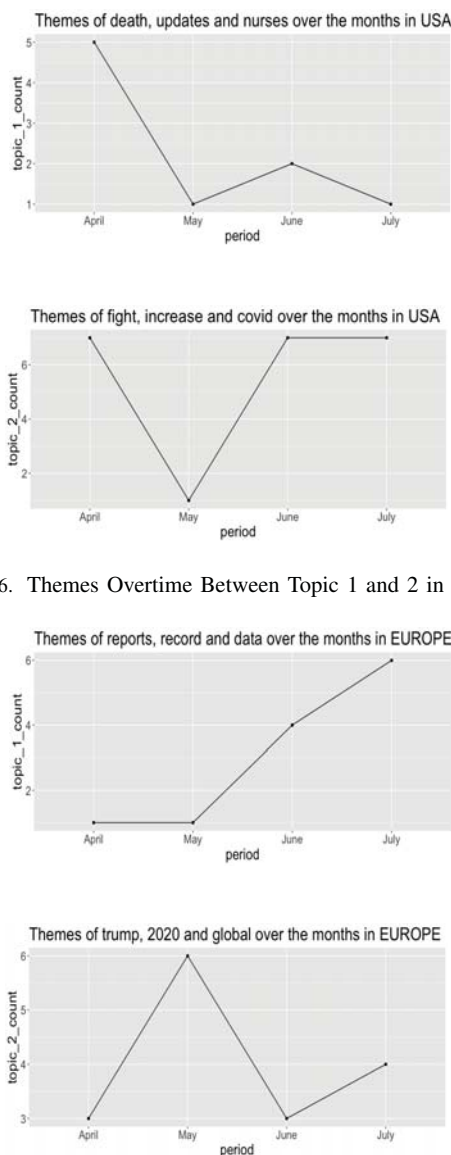 Themes of death, updates and nurses over the months in USA
topic_1_count
5
4
3
2
1
April May June July
period
Themes of fight, increase and covid over the months in USA
topic_2_count
6
4
2
April May June July
period
6. Themes Overtime Between Topic 1 and 2 in
Themes of reports, record and data over the months in EUROPE
topic_1_count
6
4
2
April May June July
period
Themes of trump, 2020 and global over the months in EUROPE
topic_2_count
6
5
4
3
April May June July
period